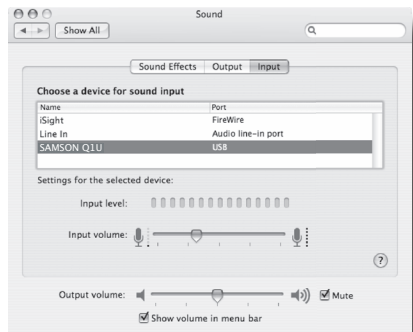 Sound
Show All
Sound Effects Output Input
Choose a device for sound input
Name Port
iSight FireWire
Line In Audio line-in port
SAMSON Q1U USB
Settings for the selected device:
Input level:
Input volume:
?
Output volume: Mute
Show volume in menu bar